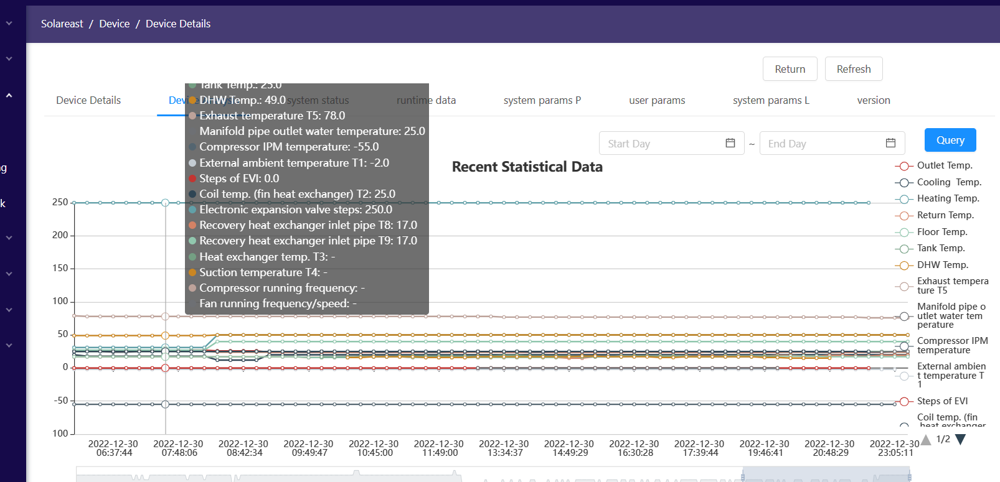 Solareast / Device / Device Details
Return
Refresh
Device Details
system status
runtime data
system params P
user params
system params L
version
Tank Temp.: 25.0
DHW Temp.: 49.0
Exhaust temperature T5: 78.0
Manifold pipe outlet water temperature: 25.0
Compressor IPM temperature: -55.0
External ambient temperature T1: -2.0
Steps of EVI: 0.0
Coil temp. (fin heat exchanger) T2: 25.0
Electronic expansion valve steps: 250.0
Recovery heat exchanger inlet pipe T8: 17.0
Recovery heat exchanger inlet pipe T9: 17.0
Heat exchanger temp. T3: -
Suction temperature T4: -
Compressor running frequency: -
Fan running frequency/speed: -
Start Day
~
End Day
Query
g
k
Recent Statistical Data
250
200
150
100
50
0
-50
100
2022-12-30
06:37:44
2022-12-30
07:48:06
2022-12-30
08:42:34
2022-12-30
09:49:47
2022-12-30
10:45:00
2022-12-30
11:49:00
2022-12-30
13:34:37
2022-12-30
14:49:29
2022-12-30
16:30:28
2022-12-30
17:39:44
2022-12-30
19:46:41
2022-12-30
20:48:29
2022-12-30
23:05:11
Outlet Temp.
Cooling Temp.
Heating Temp.
Return Temp.
Floor Temp.
Tank Temp.
DHW Temp.
Exhaust tempera
ture T5
Manifold pipe o
utlet water tem
perature
Compressor IPM
temperature
External ambien
t temperature T
1
Steps of EVI
Coil temp. (fin
heat exchanger
1/2